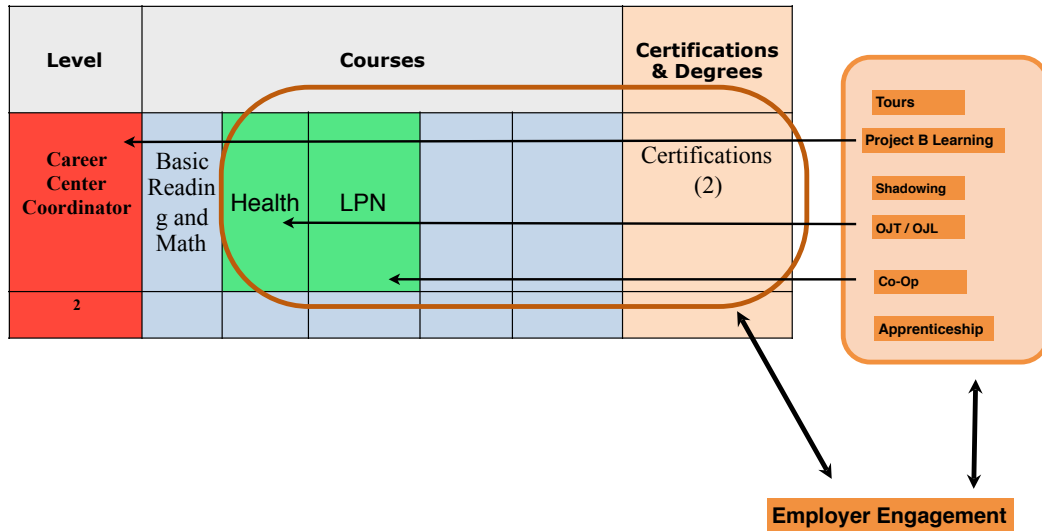 Level
Courses
Certifications
& Degrees
Career
Center
Coordinator
Basic
Readin
g and
Math
Health
LPN
Certifications
(2)
2
Tours
Project B Learning
Shadowing
OJT / OJL
Co-Op
Apprenticeship
Employer Engagement